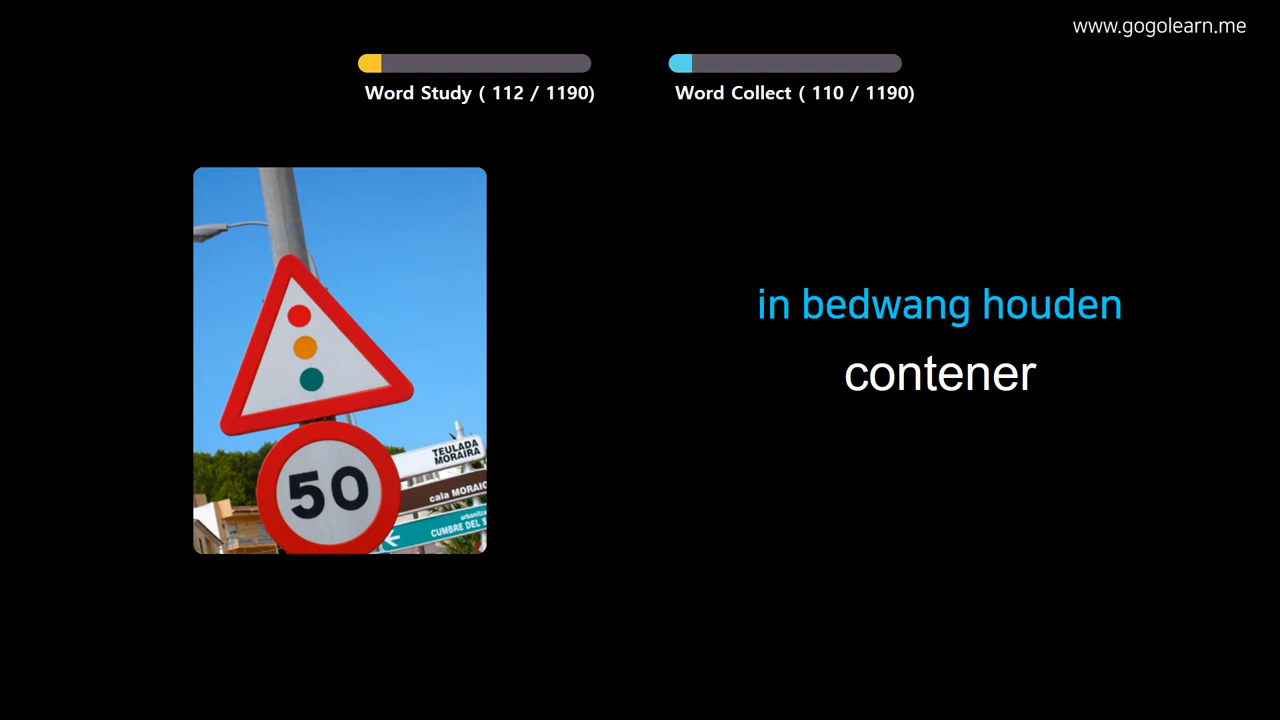 www.gogolearn.me
Word Study ( 112 / 1190)
Word Collect ( 110 / 1190)
in bedwang houden
contener
50
TEULADA
MORAIRA
cala
CUMBRE DEL